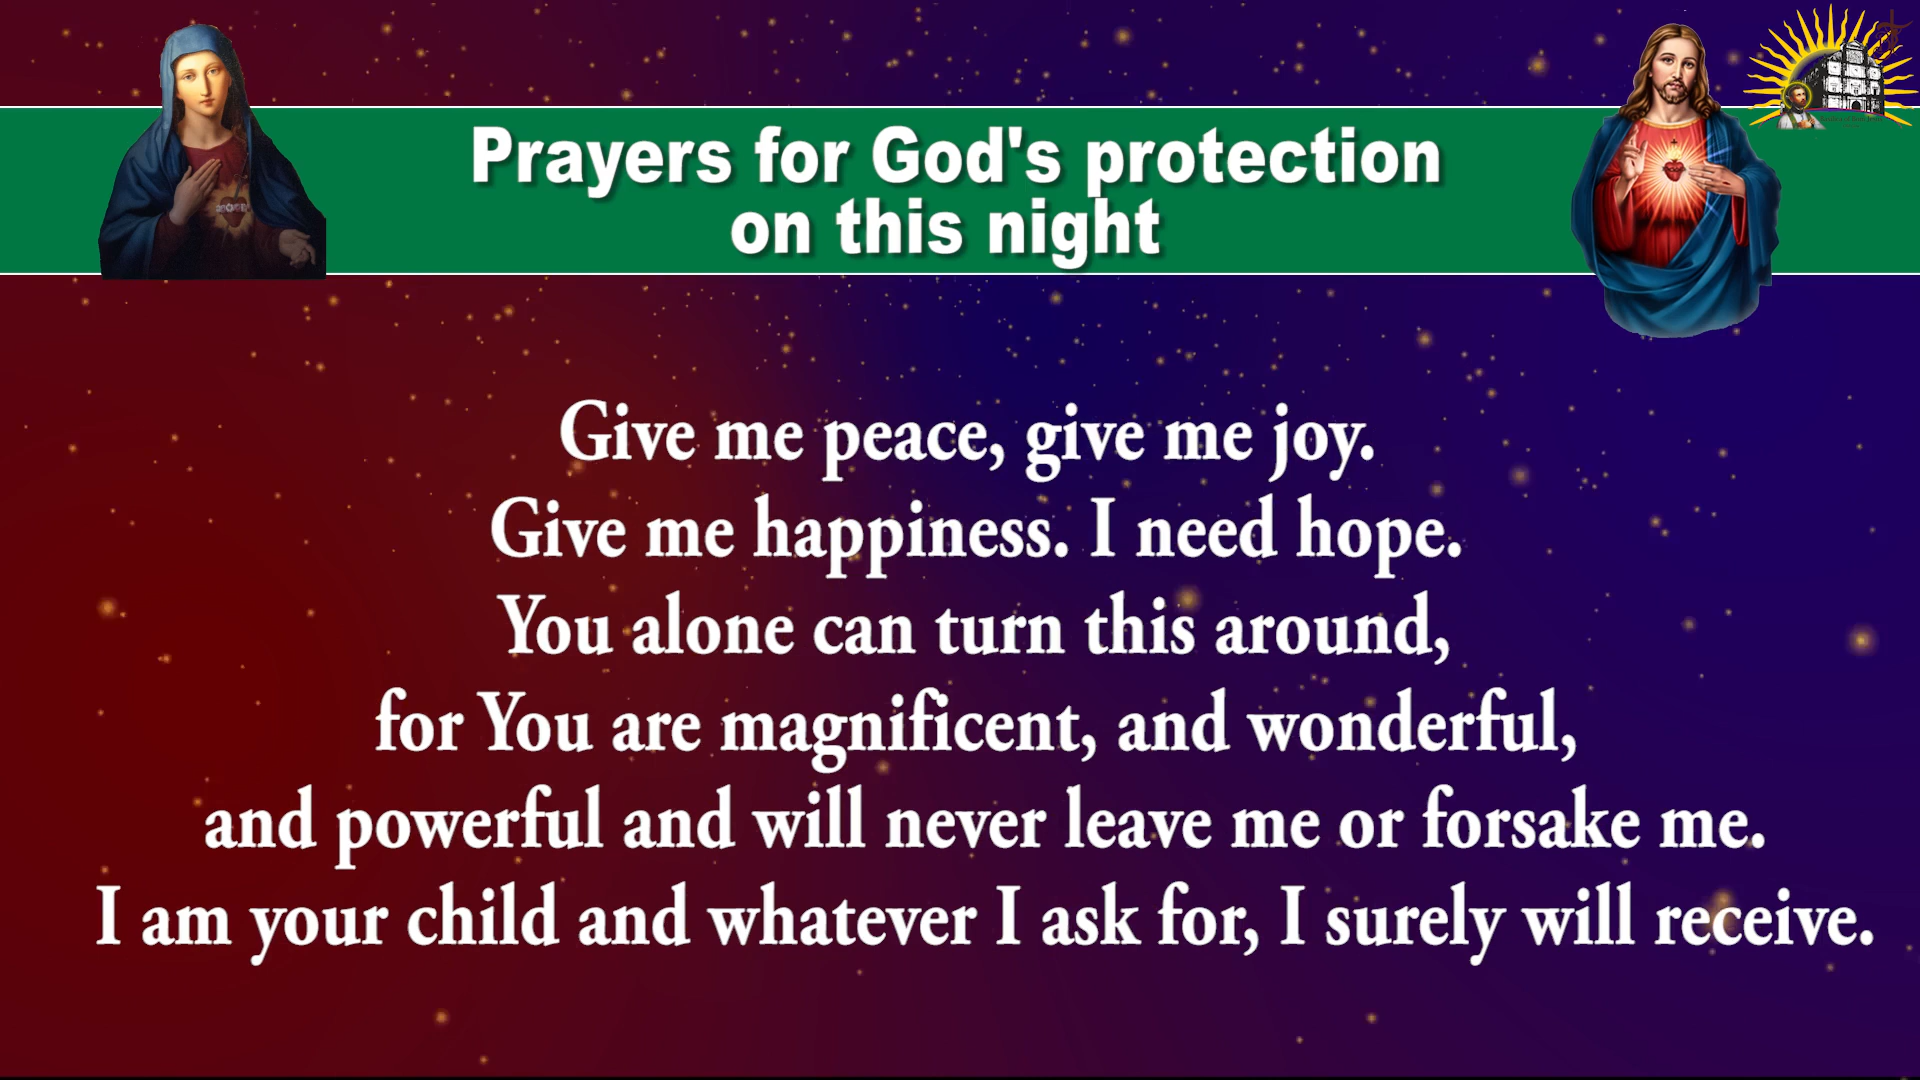 Prayers for God's protection
on this night
Give me peace, give me joy.
Give me happiness. I need hope.
You alone can turn this around,
for You are magnificent, and wonderful,
and powerful and will never leave me or forsake me.
I am your child and whatever I ask for, I surely will receive.